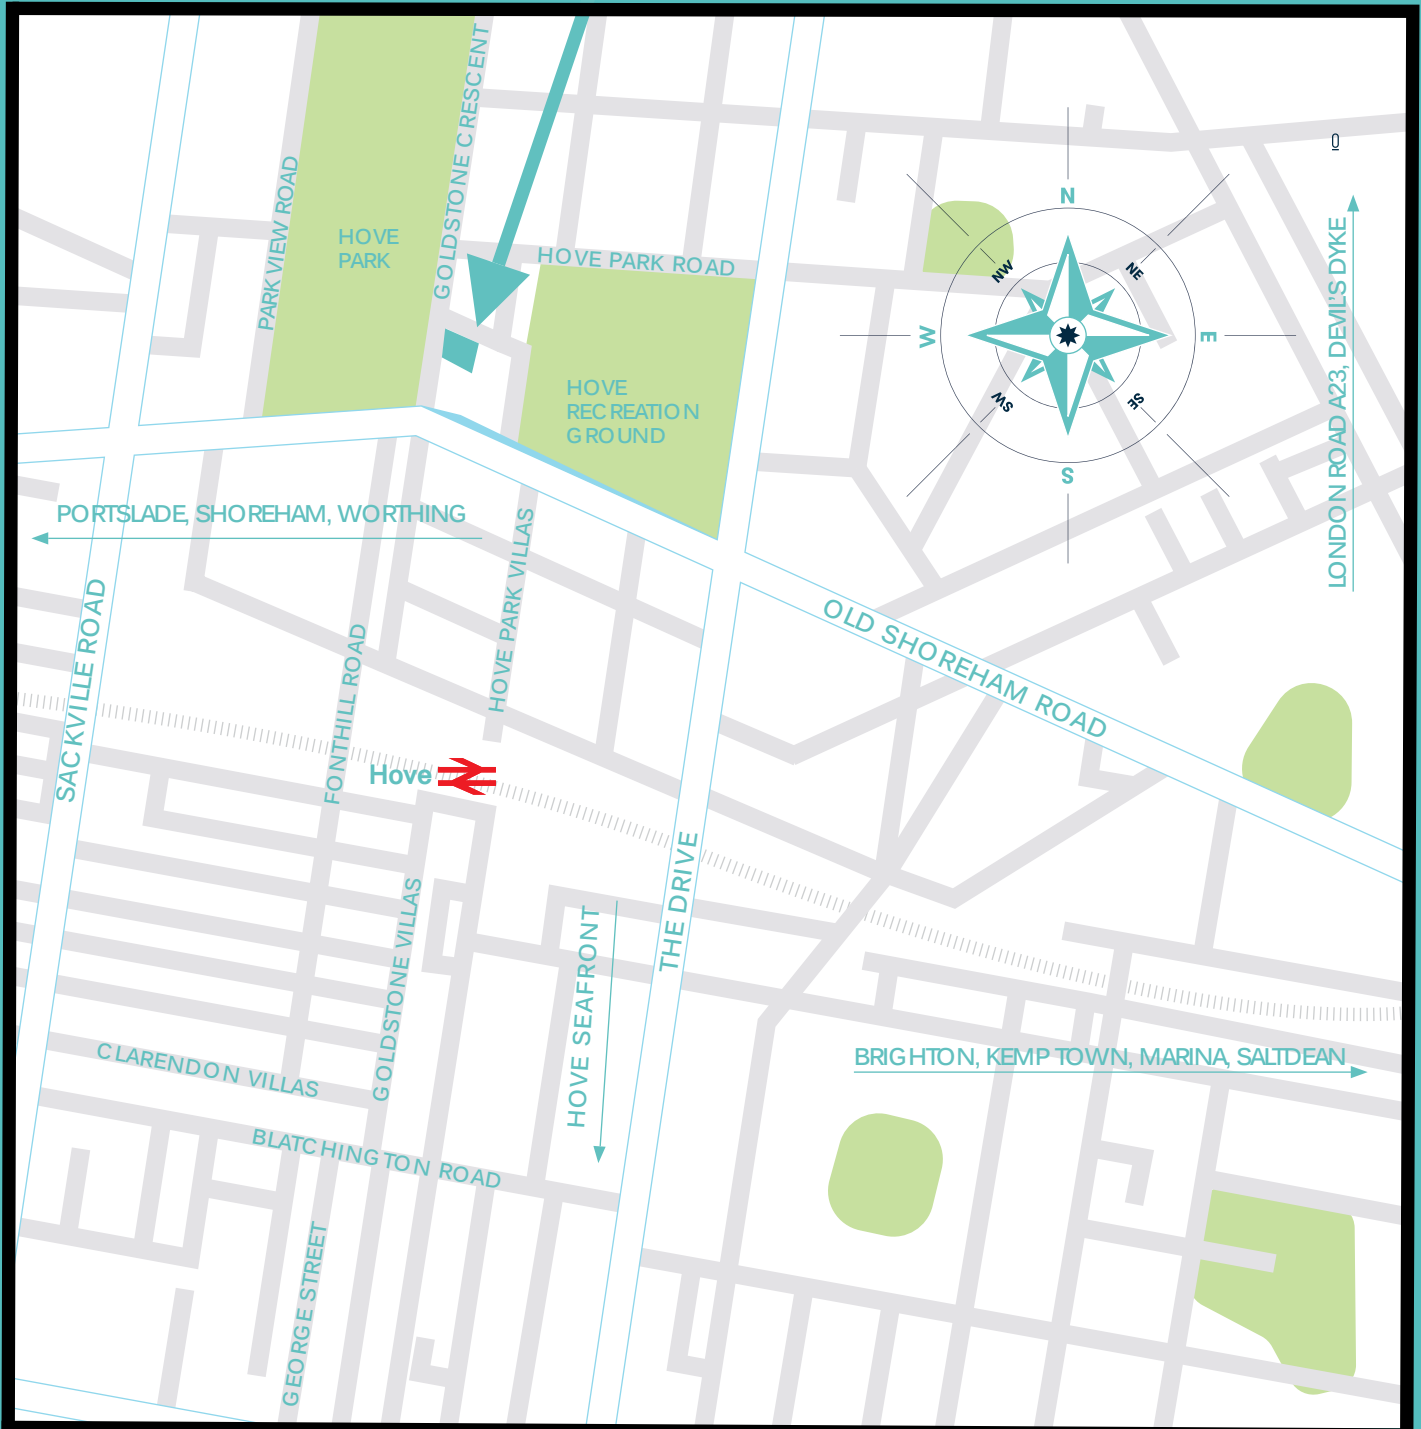 GOLDSTONE CRESCENT
PARKVIEW ROAD
HOVE
PARK
HOVE PARK ROAD
HOVE
RECREATION
GROUND
N
NE
E
SE
S
SW
W
NW
0
LONDON ROAD A23, DEVIL'S DYKE
PORTSLADE, SHOREHAM, WORTHING
HOVE PARK VILLAS
SACKVILLE ROAD
FONTHILL ROAD
OLD SHOREHAM ROAD
Hove
THE DRIVE
GOLDSTONE VILLAS
HOVE SEAFRONT
CLARENDON VILLAS
BRIGHTON, KEMP TOWN, MARINA, SALTDEAN
BLATCHINGTON ROAD
GEORGE STREET